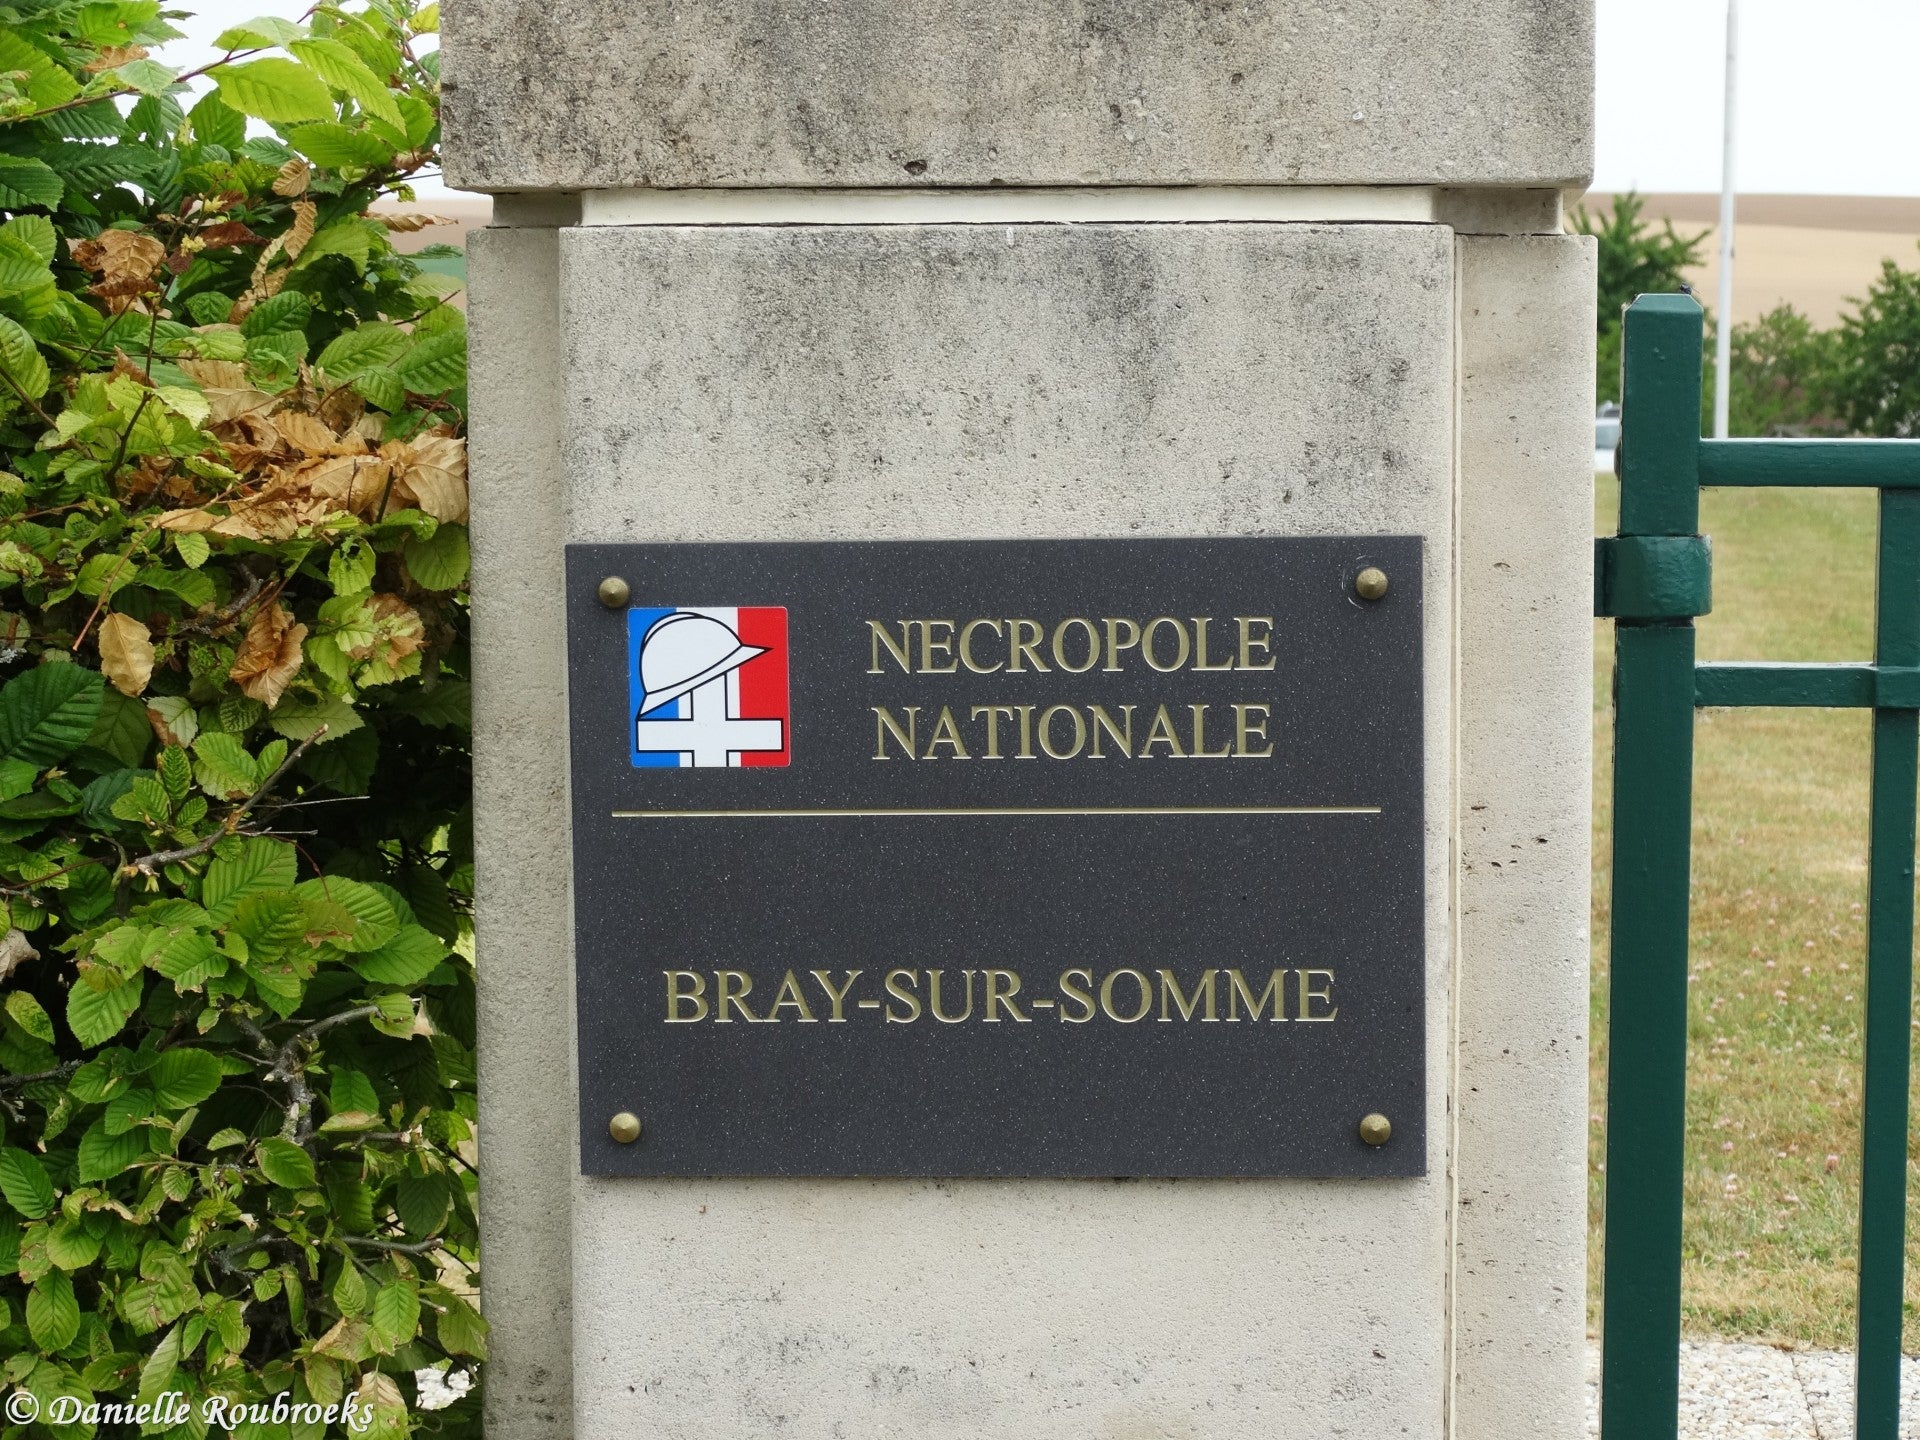 NECROPOLE
NATIONALE
BRAY-SUR-SOMME
© Danielle Roubroeks